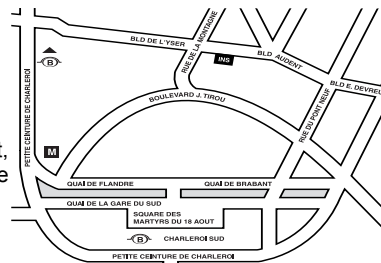 PETITE CEINTURE DE CHARLEROI
B
BLD DE L'YSER
RUE DE LA MONTAGNE
INS
BLD AUDENT
BLD E. DEVREU
BOULEVARD J. TIROU
RUE DU PONT NEUF
M
t,
e
QUAI DE FLANDRE
QUAI DE BRABANT
QUAI DE LA GARE DU SUD
SQUARE DES
MARTYRS DU 18 AOUT
B
CHARLEROI SUD
PETITE CEINTURE DE CHARLEROI